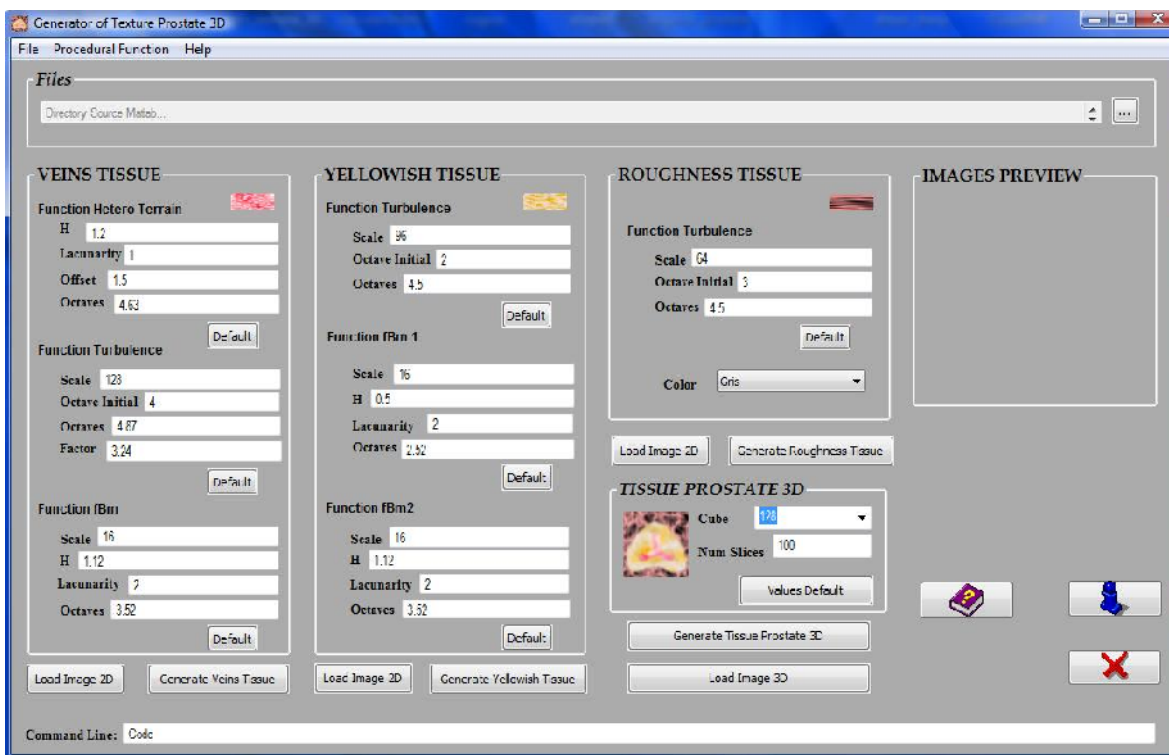 Generator of Texture Prostate 3D
File Procedural Function Help
Files
Directory Source Matlab...
...
VEINS TISSUE
Function Hetero Terrain
H 1.2
Lacunarity 1
Offset 1.5
Octaves 4.63
Default
Function Turbulence
Scale 128
Octave Initial 4
Octaves 4.87
Factor 3.24
Default
Function fBm
Scale 16
H 1.12
Lacunarity 2
Octaves 3.52
Default
Load Image 2D Generate Veins Tissue
YELLOWISH TISSUE
Function Turbulence
Scale 96
Octave Initial 2
Octaves 4.5
Default
Function fBm 1
Scale 16
H 0.5
Lacunarity 2
Octaves 2.52
Default
Function fBm2
Scale 16
H 1.12
Lacunarity 2
Octaves 3.52
Default
Load Image 2D Generate Yellowish Tissue
ROUGHNESS TISSUE
Function Turbulence
Scale 64
Octave Initial 3
Octaves 4.5
Default
Color Gris
Load Image 2D Generate Roughness Tissue
TISSUE PROSTATE 3D
Cube 128
Num Slices 100
Values Default
Generate Tissue Prostate 3D
Load Image 3D
IMAGES PREVIEW
Command Line: Code